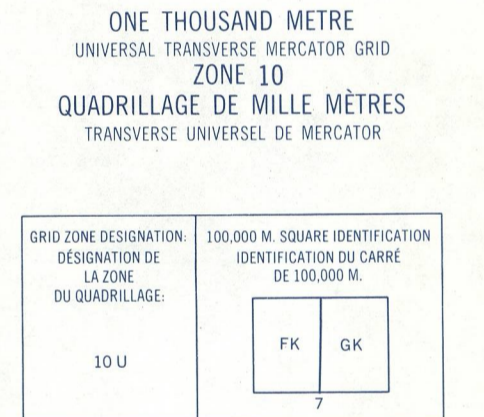 ONE THOUSAND METRE
UNIVERSAL TRANSVERSE MERCATOR GRID
ZONE 10
QUADRILLAGE DE MILLE MÈTRES
TRANSVERSE UNIVERSEL DE MERCATOR
GRID ZONE DESIGNATION:
DÉSIGNATION DE
LA ZONE
DU QUADRILLAGE:
10 U
100,000 M. SQUARE IDENTIFICATION
IDENTIFICATION DU CARRÉ
DE 100,000 M.
FK GK
7